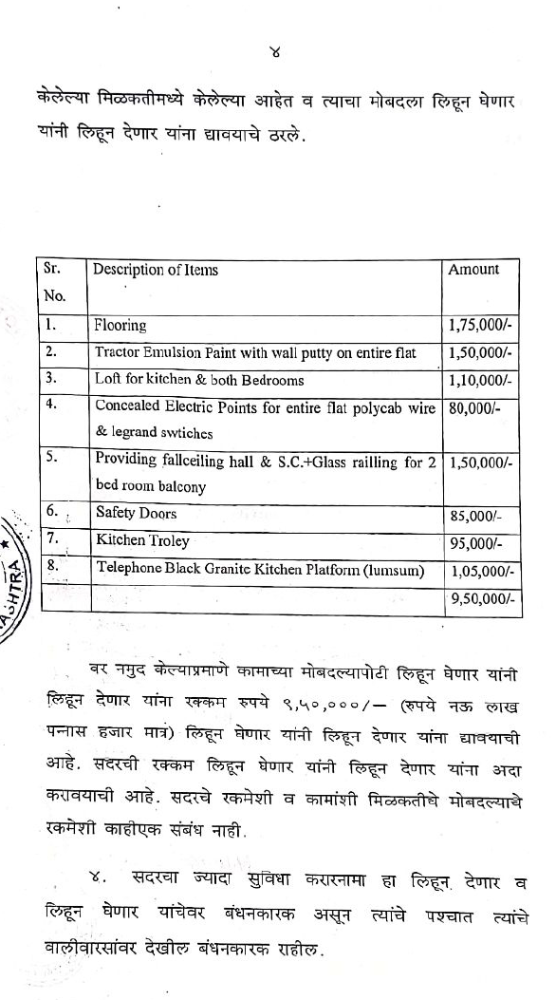 ४
केलेल्या मिळकतीमध्ये केलेल्या आहेत व त्याचा मोबदला लिहून घेणार
यांनी लिहून देणार यांना द्यावयाचे ठरले.
Sr. No. Description of Items Amount
1. Flooring 1,75,000/-
2. Tractor Emulsion Paint with wall putty on entire flat 1,50,000/-
3. Loft for kitchen & both Bedrooms 1,10,000/-
4. Concealed Electric Points for entire flat polycab wire 80,000/-
& legrand swtiches
5. Providing fallceiling hall & S.C.+Glass railling for 2 1,50,000/-
bed room balcony
6. Safety Doors 85,000/-
7. Kitchen Troley 95,000/-
8. Telephone Black Granite Kitchen Platform (lumsum) 1,05,000/-
9,50,000/-
वर नमुद केल्याप्रमाणे कामाच्या मोबदल्यापोटी लिहून घेणार यांनी
लिहून देणार यांना रक्कम रुपये ९,५०,०००/— (रुपये नऊ लाख
पन्नास हजार मात्र) लिहून घेणार यांनी लिहून देणार यांना द्यावयाची
आहे. सदरची रक्कम लिहून घेणार यांनी लिहून देणार यांना अदा
करावयाची आहे. सदरचे रकमेशी व कामांशी मिळकतीचे मोबदल्याचे
रकमेशी काहीएक संबंध नाही.
४. सदरचा ज्यादा सुविधा करारनामा हा लिहून देणार व
लिहून घेणार यांचेवर बंधनकारक असून त्यांचे पश्चात त्यांचे
वालीवारसांवर देखील बंधनकारक राहील.